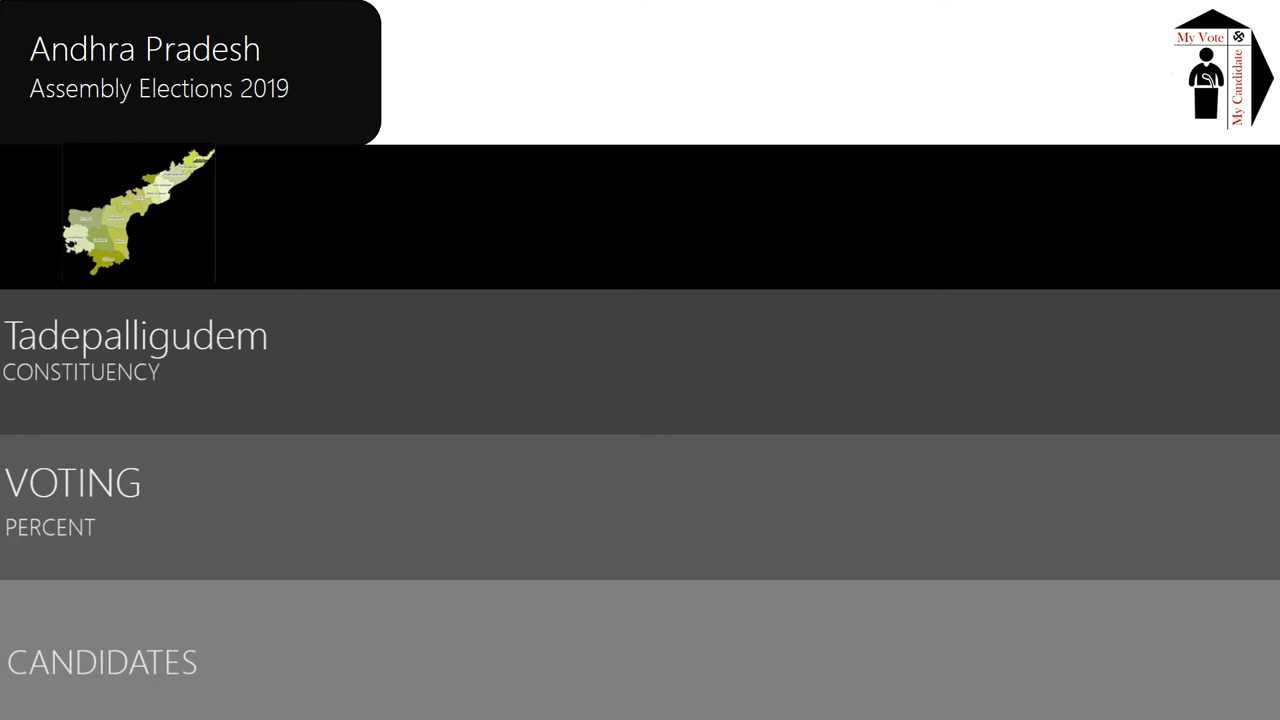 Andhra Pradesh
Assembly Elections 2019
My Vote
My Candidate
Tadepalligudem
CONSTITUENCY
VOTING
PERCENT
CANDIDATES